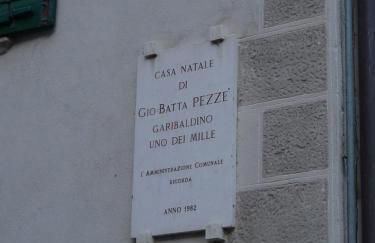 CASA NATALE
DI
GIO·BATTA PEZZE'
GARIBALDINO
UNO DEI MILLE
L'AMMINISTRAZIONE COMUNALE
RICORDA
ANNO 1982